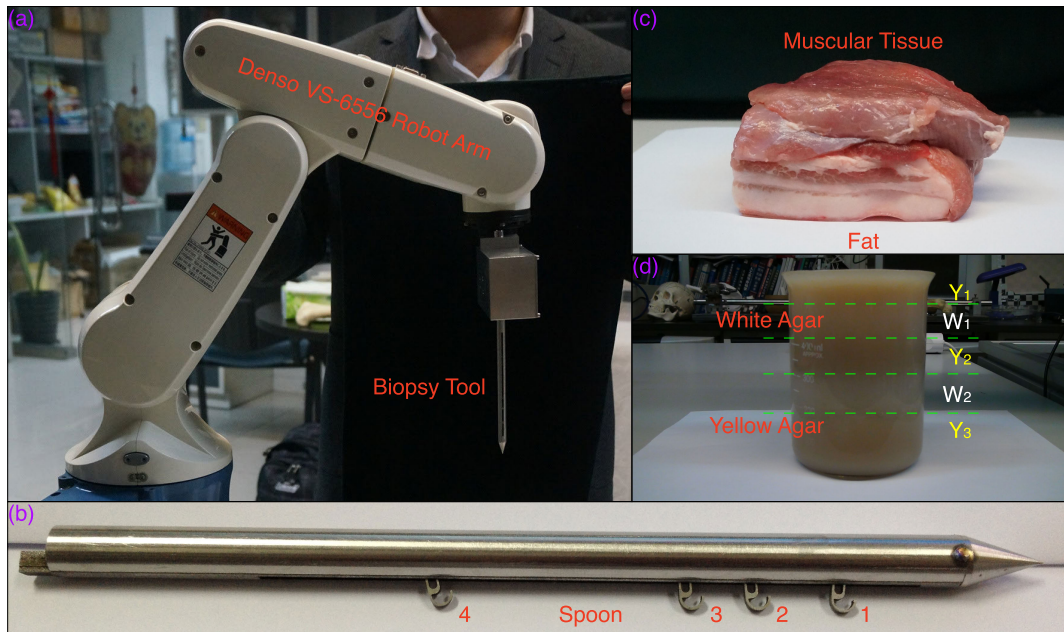 (a)
Denso VS-6556 Robot Arm
Biopsy Tool
(b)
4
Spoon
3
2
1
(c)
Muscular Tissue
Fat
(d)
Y1
White Agar
W1
Y2
W2
Yellow Agar
Y3